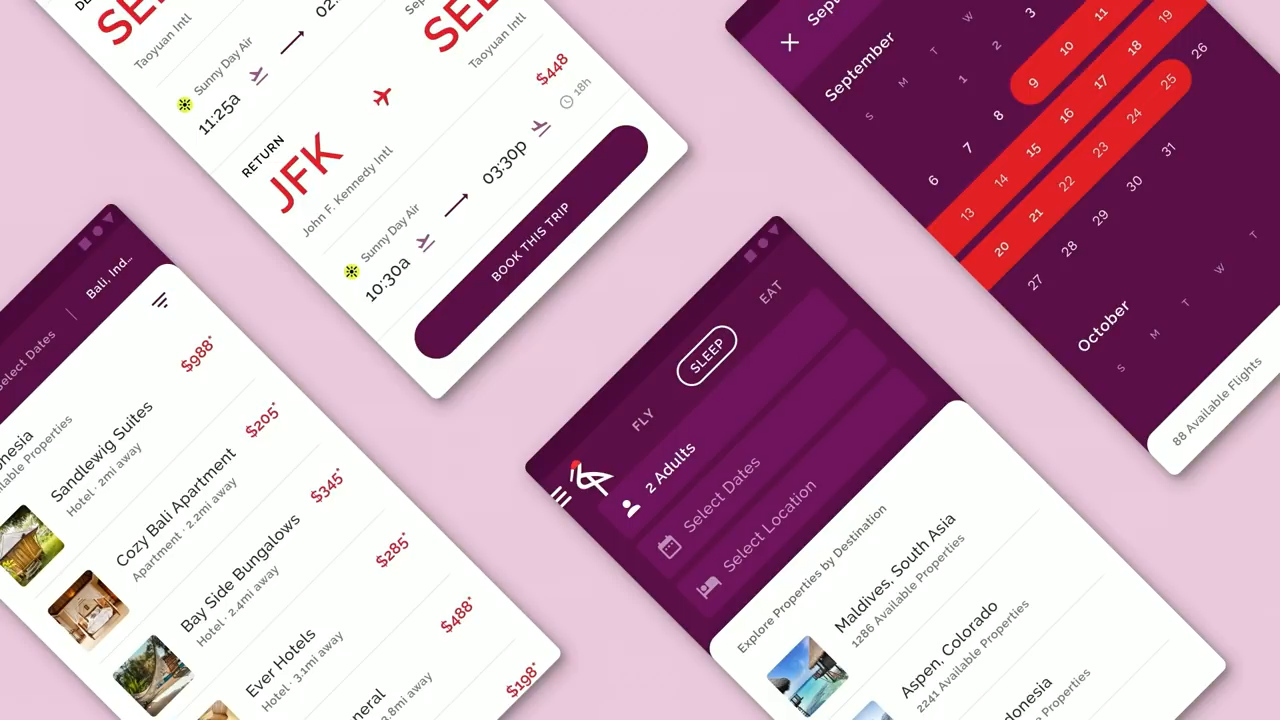 Taoyuan Intl
Sunny Day Air
11:25a
Taoyuan Intl
$448
18h
RETURN
JFK
John F. Kennedy Intl
Sunny Day Air
10:30a
03:30p
BOOK THIS TRIP
September
S M T W
1 2 3
6 7 8 9 10 11
13 14 15 16 17 18 19
20 21 22 23 24 25 26
27 28 29 30 31
October
S M T W T
88 Available Flights
Select Dates
Bali, Ind..
Available Properties
$988*
Sandlewig Suites
Hotel · 2mi away
$205*
Cozy Bali Apartment
Apartment · 2.2mi away
$345*
Bay Side Bungalows
Hotel · 2.4mi away
$285*
Ever Hotels
Hotel · 3.1mi away
$488*
$198*
FLY
SLEEP
EAT
2 Adults
Select Dates
Select Location
Explore Properties by Destination
Maldives, South Asia
1286 Available Properties
Aspen, Colorado
2241 Available Properties
Properties